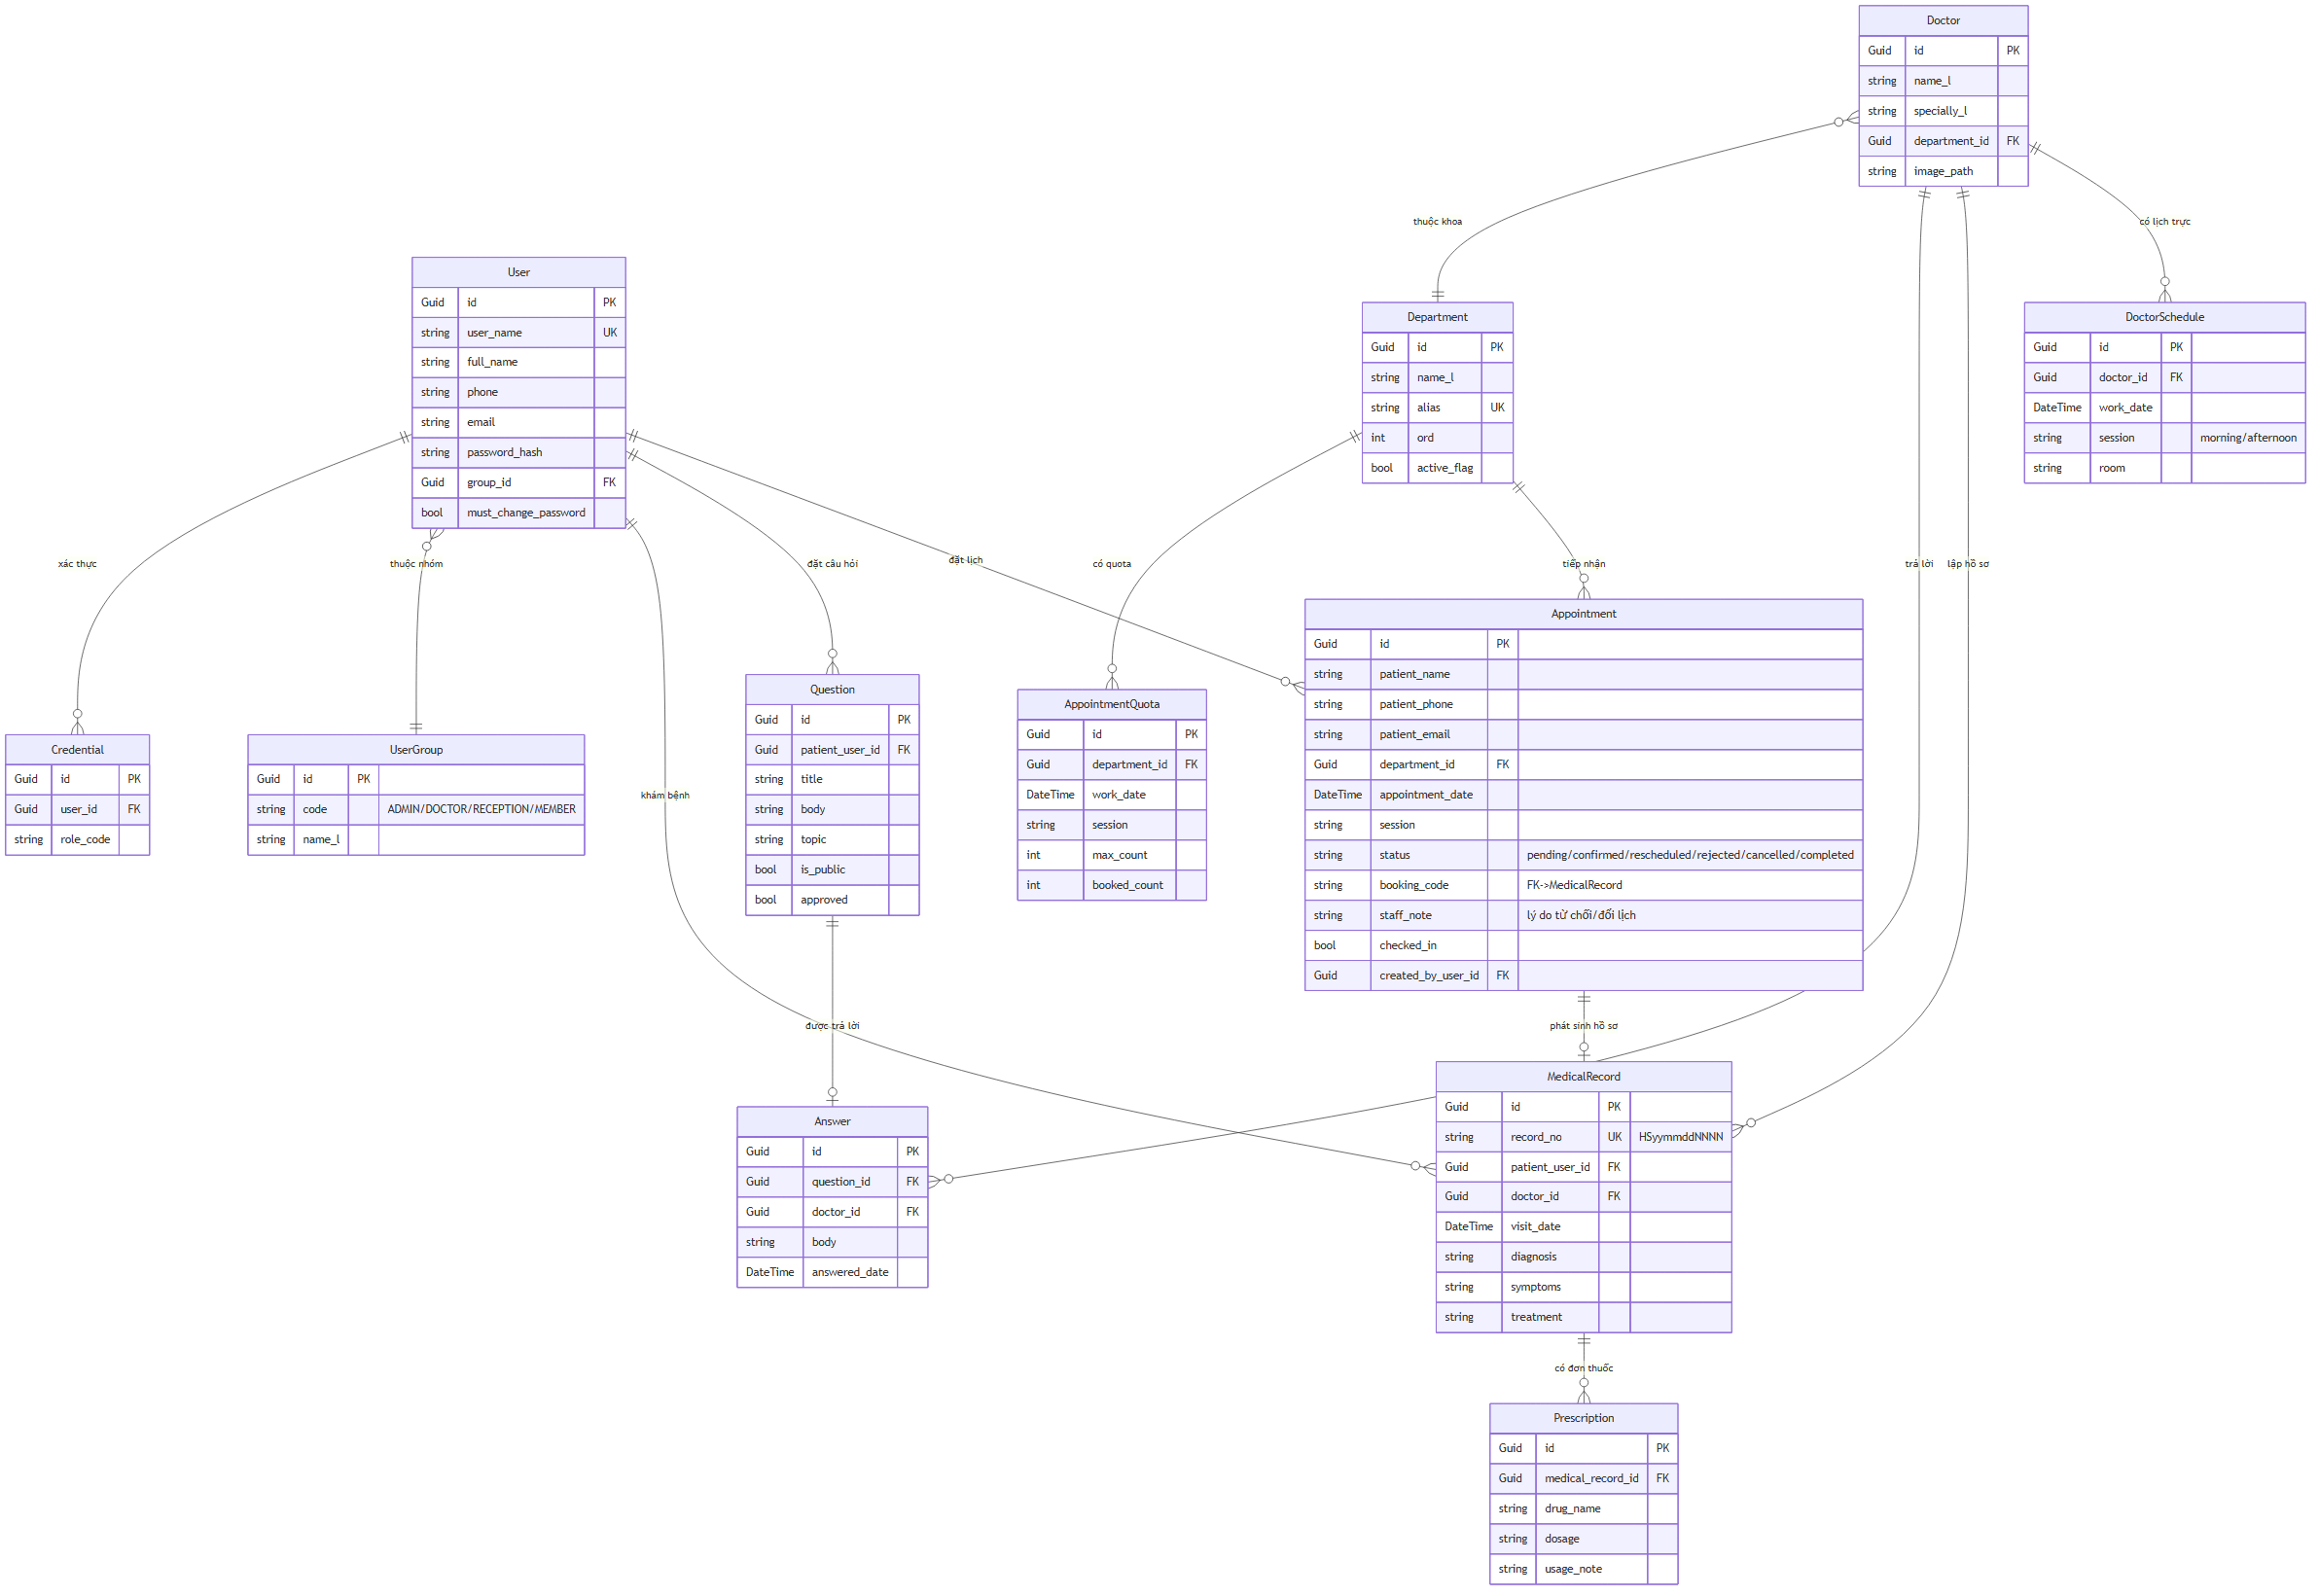 Doctor
Guid id PK
string name_l
string specially_l
Guid department_id FK
string image_path
thuộc khoa
có lịch trực
User
Guid id PK
string user_name UK
string full_name
string phone
string email
string password_hash
Guid group_id FK
bool must_change_password
Department
Guid id PK
string name_l
string alias UK
int ord
bool active_flag
DoctorSchedule
Guid id PK
Guid doctor_id FK
DateTime work_date
string session morning/afternoon
string room
xác thực
thuộc nhóm
đặt câu hỏi
đặt lịch
có quota
tiếp nhận
trả lời
lập hồ sơ
Credential
Guid id PK
Guid user_id FK
string role_code
UserGroup
Guid id PK
string code ADMIN/DOCTOR/RECEPTION/MEMBER
string name_l
khám bệnh
Question
Guid id PK
Guid patient_user_id FK
string title
string body
string topic
bool is_public
bool approved
AppointmentQuota
Guid id PK
Guid department_id FK
DateTime work_date
string session
int max_count
int booked_count
Appointment
Guid id PK
string patient_name
string patient_phone
string patient_email
Guid department_id FK
DateTime appointment_date
string session
string status pending/confirmed/rescheduled/rejected/cancelled/completed
string booking_code FK->MedicalRecord
string staff_note lý do từ chối/đổi lịch
bool checked_in
Guid created_by_user_id FK
được trả lời
phát sinh hồ sơ
Answer
Guid id PK
Guid question_id FK
Guid doctor_id FK
string body
DateTime answered_date
MedicalRecord
Guid id PK
string record_no UK HSyymmddNNNN
Guid patient_user_id FK
Guid doctor_id FK
DateTime visit_date
string diagnosis
string symptoms
string treatment
có đơn thuốc
Prescription
Guid id PK
Guid medical_record_id FK
string drug_name
string dosage
string usage_note